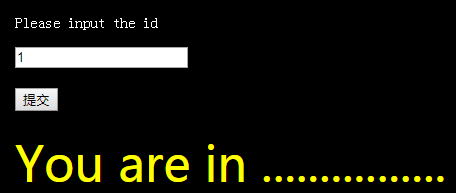 Please input the id
1
提交
You are in ................